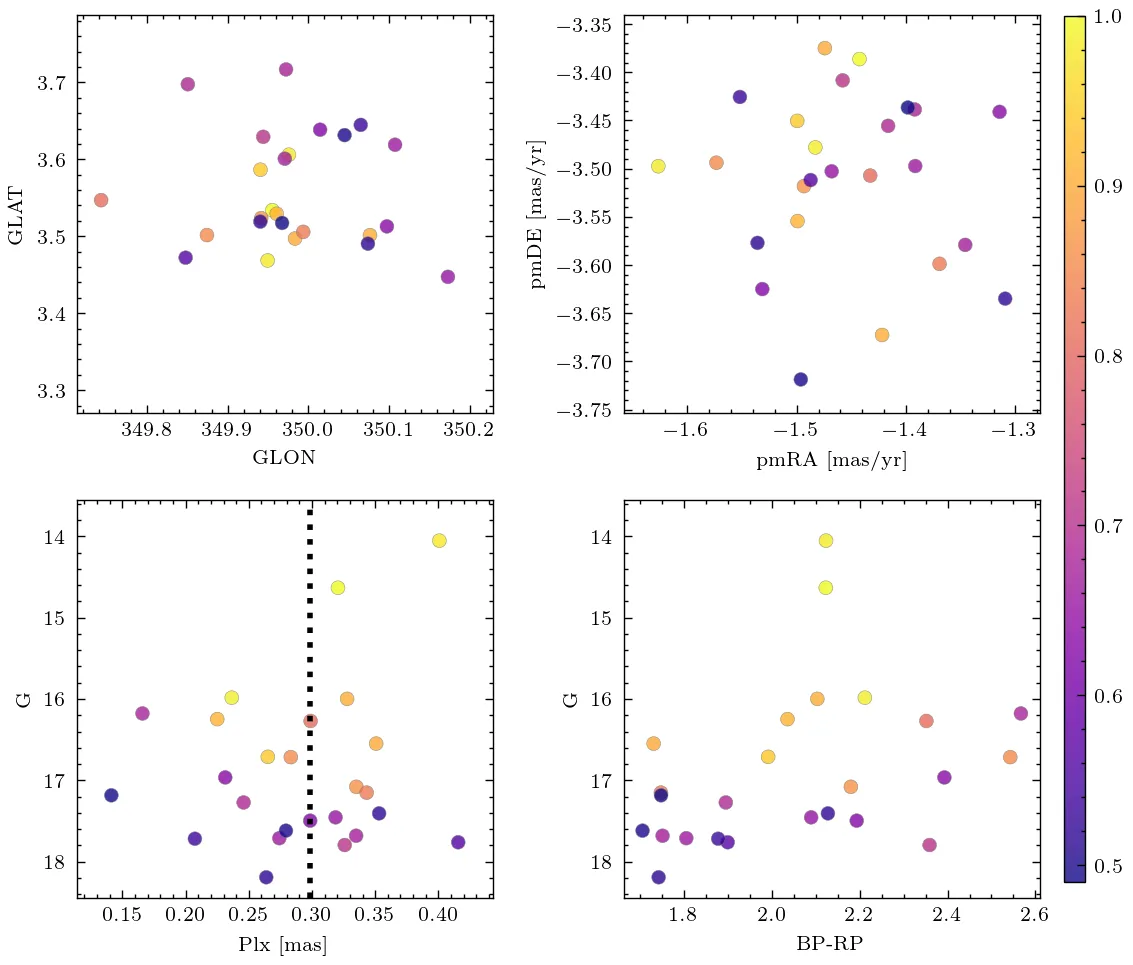 3.7
3.6
3.5
3.4
3.3
GLAT
349.8 349.9 350.0 350.1 350.2
GLON
−3.35
−3.40
−3.45
−3.50
−3.55
−3.60
−3.65
−3.70
−3.75
pmDE [mas/yr]
−1.6 −1.5 −1.4 −1.3
pmRA [mas/yr]
14
15
16
17
18
G
0.15 0.20 0.25 0.30 0.35 0.40
Plx [mas]
14
15
16
17
18
G
1.8 2.0 2.2 2.4 2.6
BP-RP
1.0
0.9
0.8
0.7
0.6
0.5